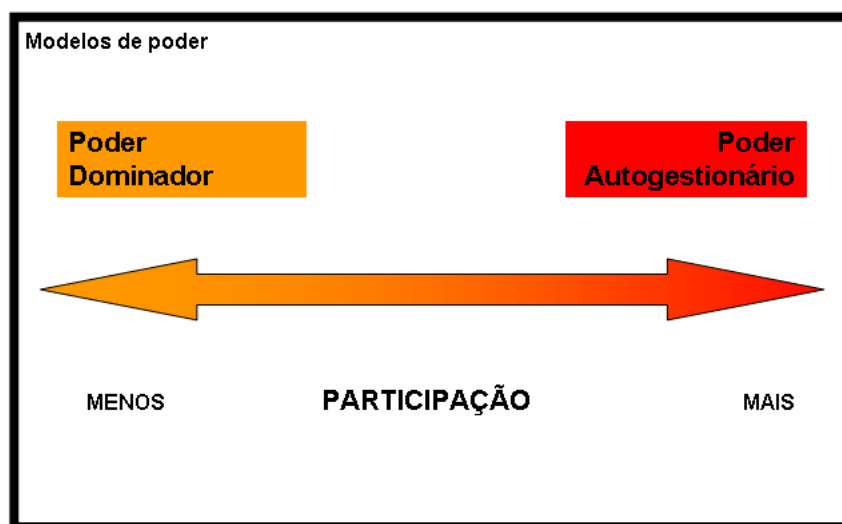 Modelos de poder
Poder
Dominador
Poder
Autogestionário
MENOS
PARTICIPAÇÃO
MAIS